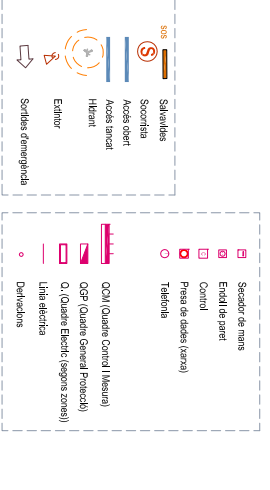 SOS
Salvavides
S
Socorrista
Accés obert
Accés tancat
Hidrant
Extintor
Sortides d'emergència
Secador de mans
Endoll de paret
Control
Presa de dades (xarxa)
Telefonia
QCM (Quadre Control i Mesura)
QGP (Quadre General Protecció)
Q. (Quadre Electric (segons zones))
Línia elèctrica
Derivacions